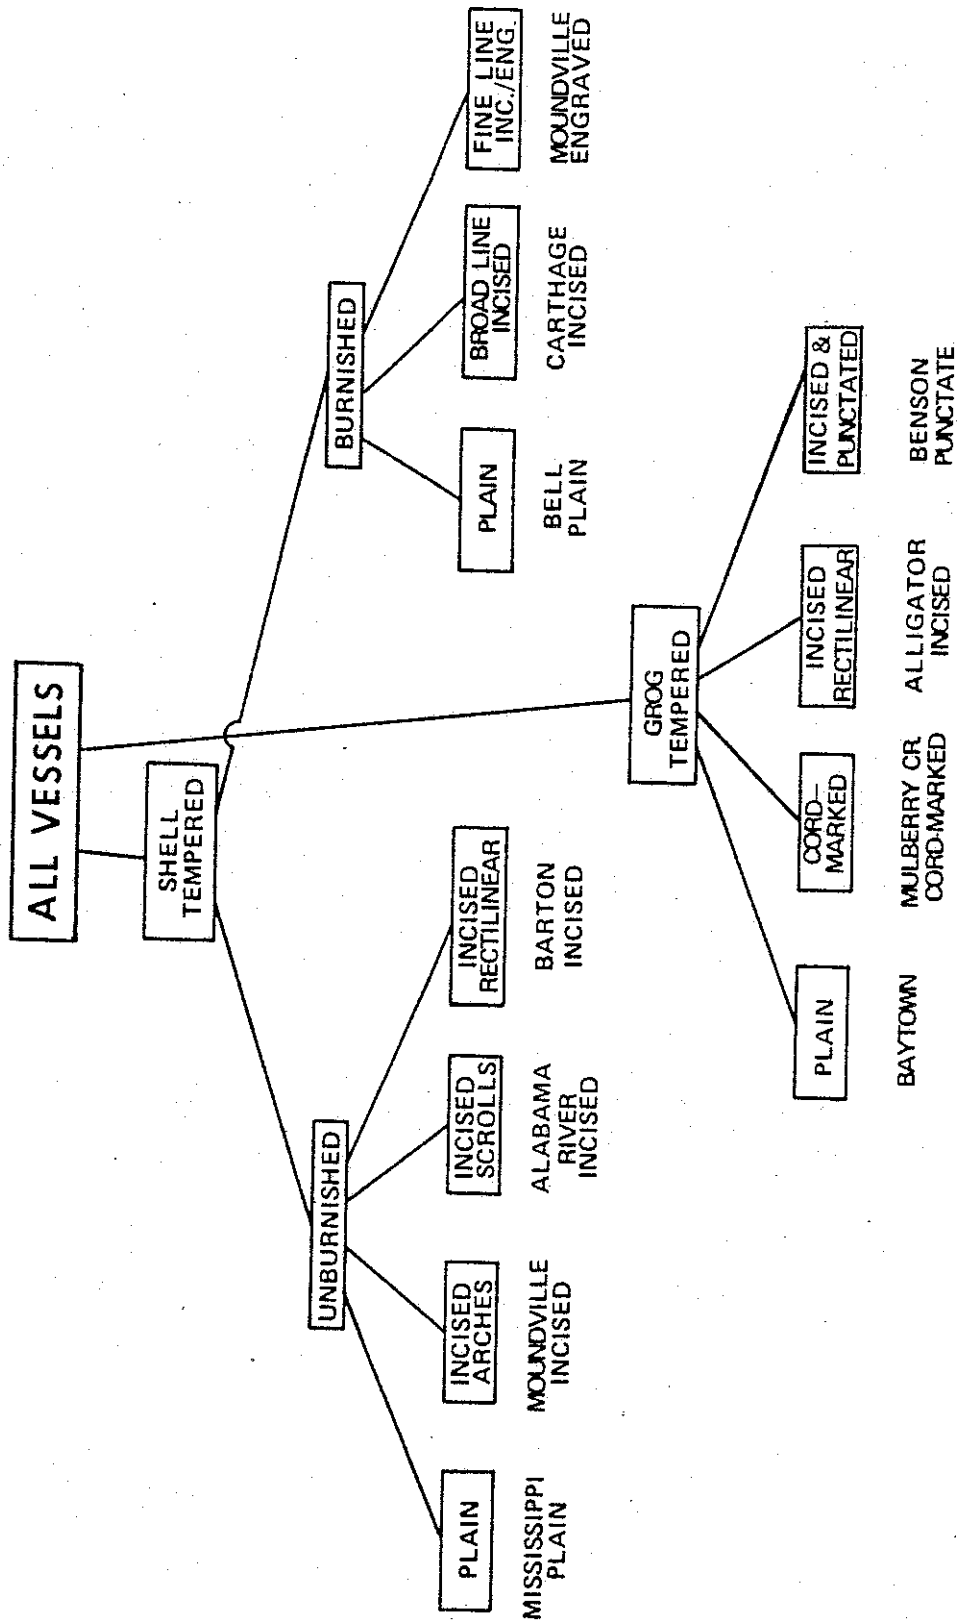 ALL VESSELS
SHELL
TEMPERED
UNBURNISHED
BURNISHED
PLAIN
MISSISSIPPI
PLAIN
INCISED
ARCHES
MOUNDVILLE
INCISED
INCISED
SCROLLS
ALABAMA
RIVER
INCISED
INCISED
RECTILINEAR
BARTON
INCISED
PLAIN
BELL
PLAIN
BROAD LINE
INCISED
CARTHAGE
INCISED
FINE LINE
INC./ENG.
MOUNDVILLE
ENGRAVED
GROG
TEMPERED
PLAIN
BAYTOWN
CORD–
MARKED
MULBERRY CR.
CORD-MARKED
INCISED
RECTILINEAR
ALLIGATOR
INCISED
INCISED &
PUNCTATED
BENSON
PUNCTATE